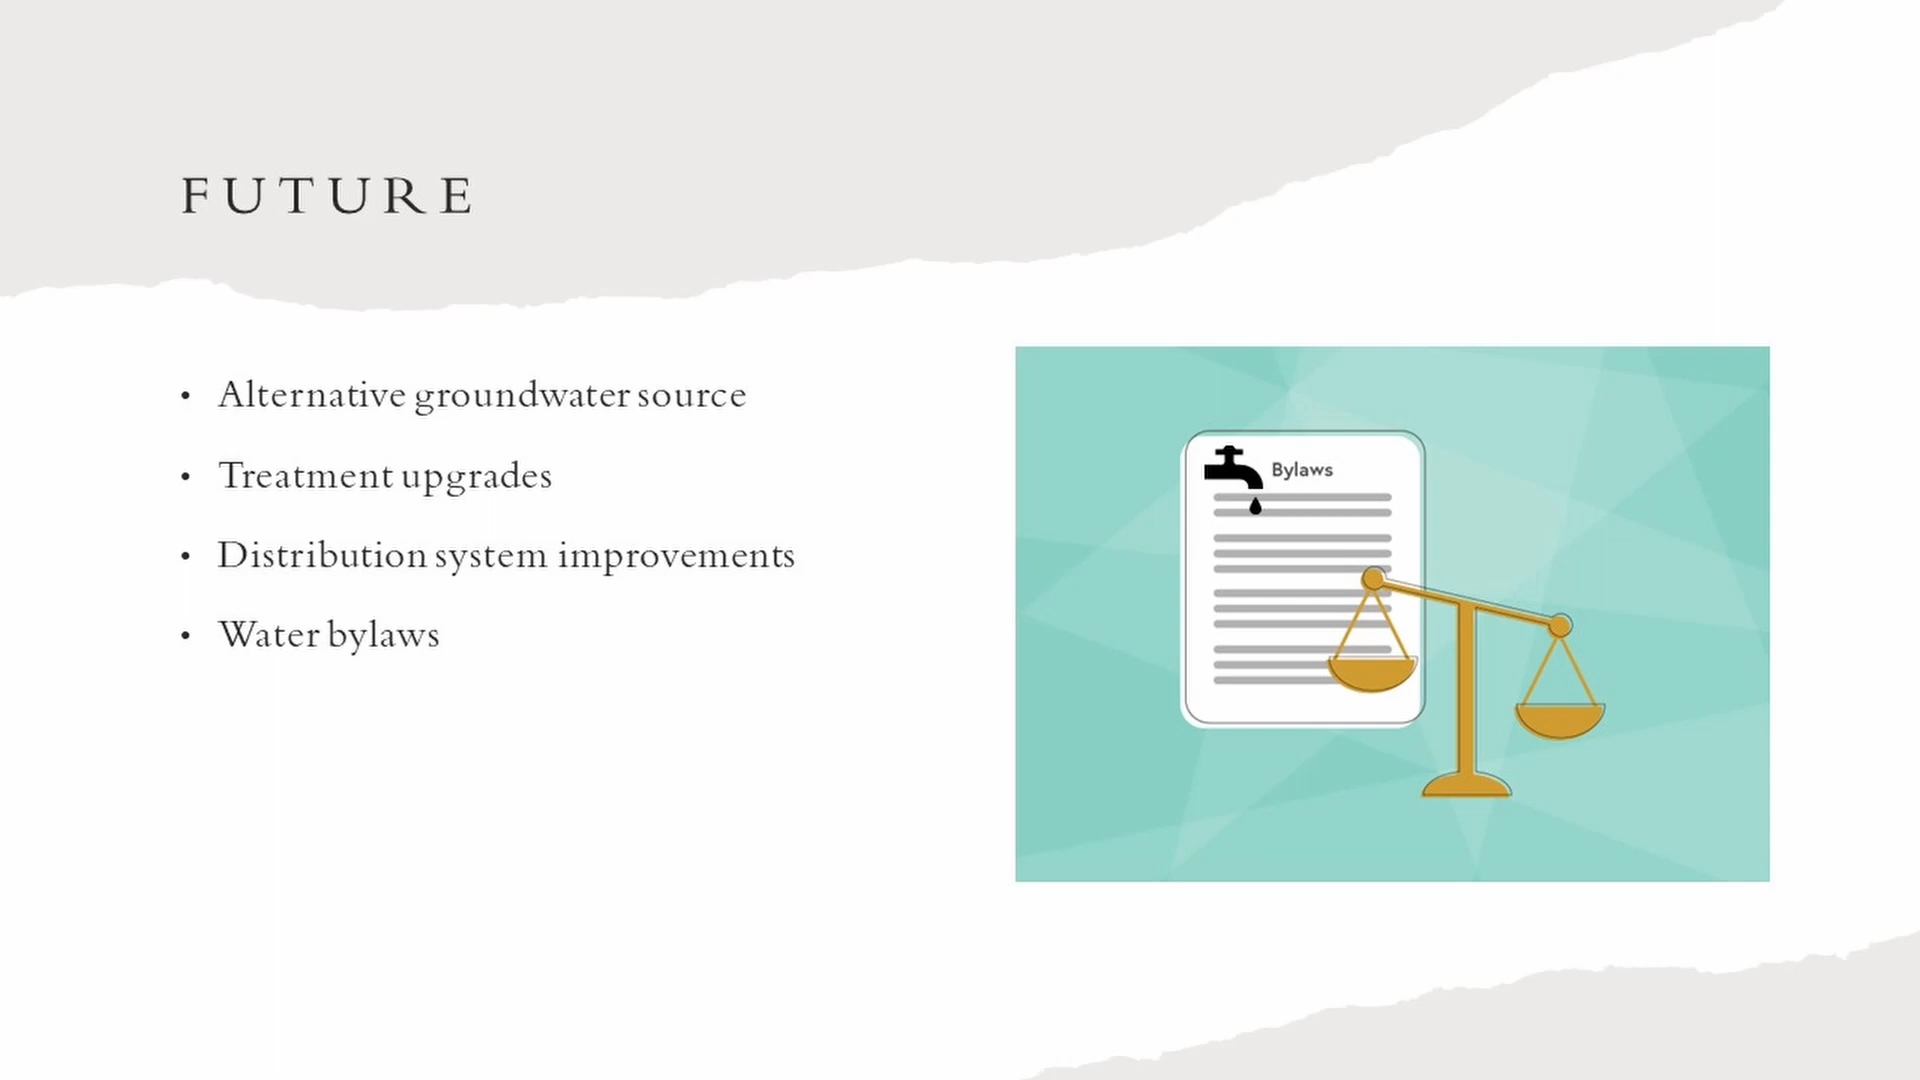 FUTURE
• Alternative groundwater source
• Treatment upgrades
• Distribution system improvements
• Water bylaws
Bylaws